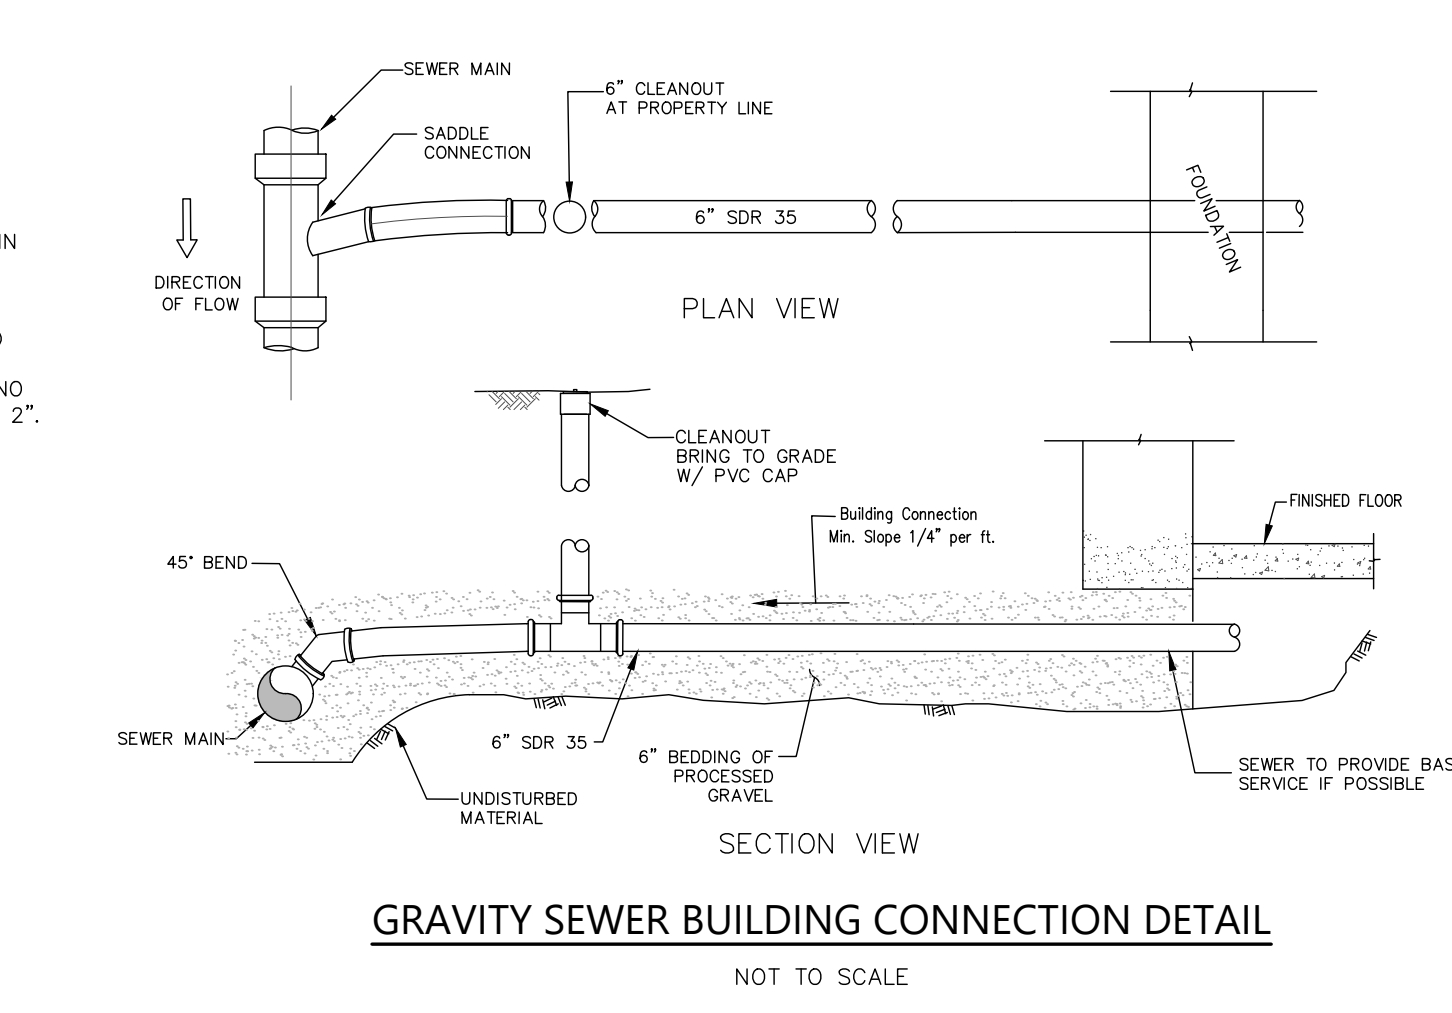 SEWER MAIN
6” CLEANOUT
AT PROPERTY LINE
SADDLE
CONNECTION
6” SDR 35
FOUNDATION
IN
DIRECTION
OF FLOW
PLAN VIEW
NO
2”.
CLEANOUT
BRING TO GRADE
W/ PVC CAP
Building Connection
Min. Slope 1/4” per ft.
FINISHED FLOOR
45° BEND
SEWER MAIN
6” SDR 35
6” BEDDING OF
PROCESSED
GRAVEL
SEWER TO PROVIDE BAS
SERVICE IF POSSIBLE
UNDISTURBED
MATERIAL
SECTION VIEW
GRAVITY SEWER BUILDING CONNECTION DETAIL
NOT TO SCALE